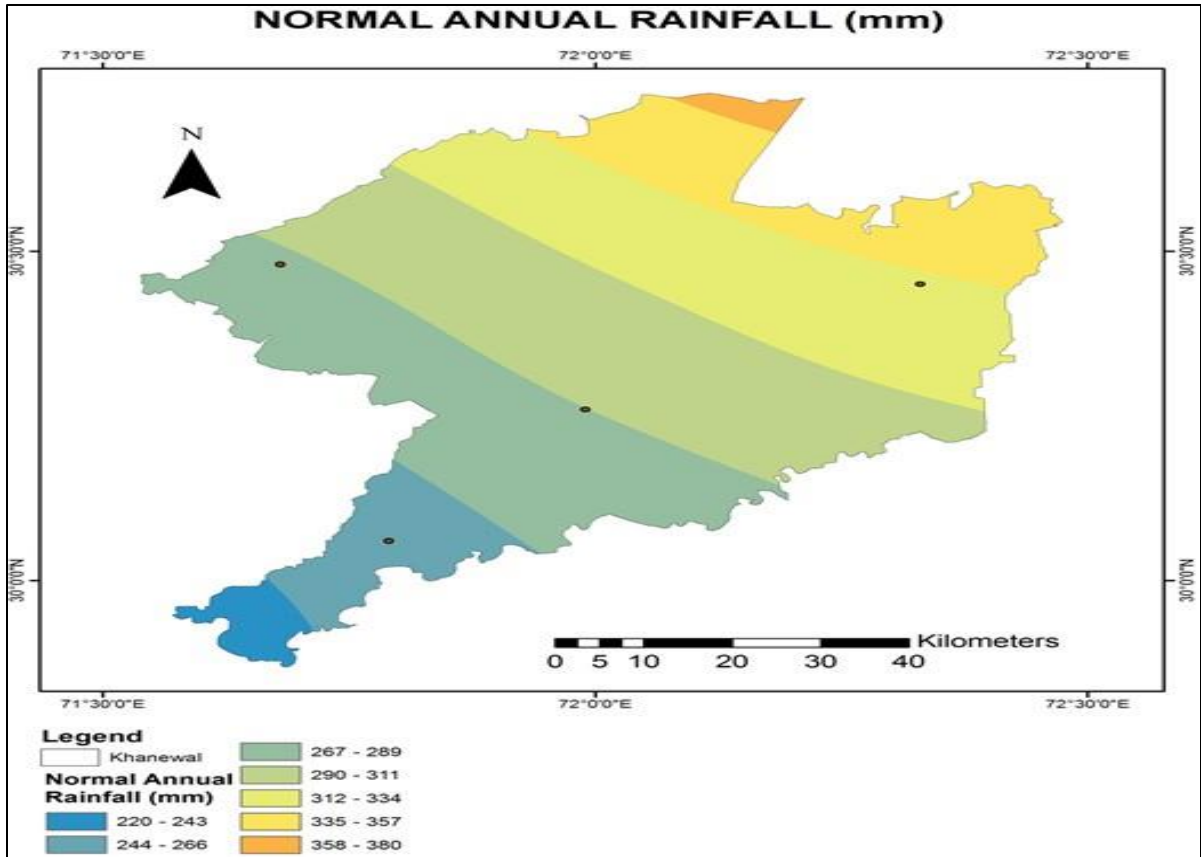 NORMAL ANNUAL RAINFALL (mm)
71°30'0"E 72°0'0"E 72°30'0"E
N
30°30'0"N 30°30'0"N
30°0'0"N 30°0'0"N
Kilometers
0 5 10 20 30 40
71°30'0"E 72°0'0"E 72°30'0"E
Legend
Khanewal
Normal Annual
Rainfall (mm)
220 - 243
244 - 266
267 - 289
290 - 311
312 - 334
335 - 357
358 - 380